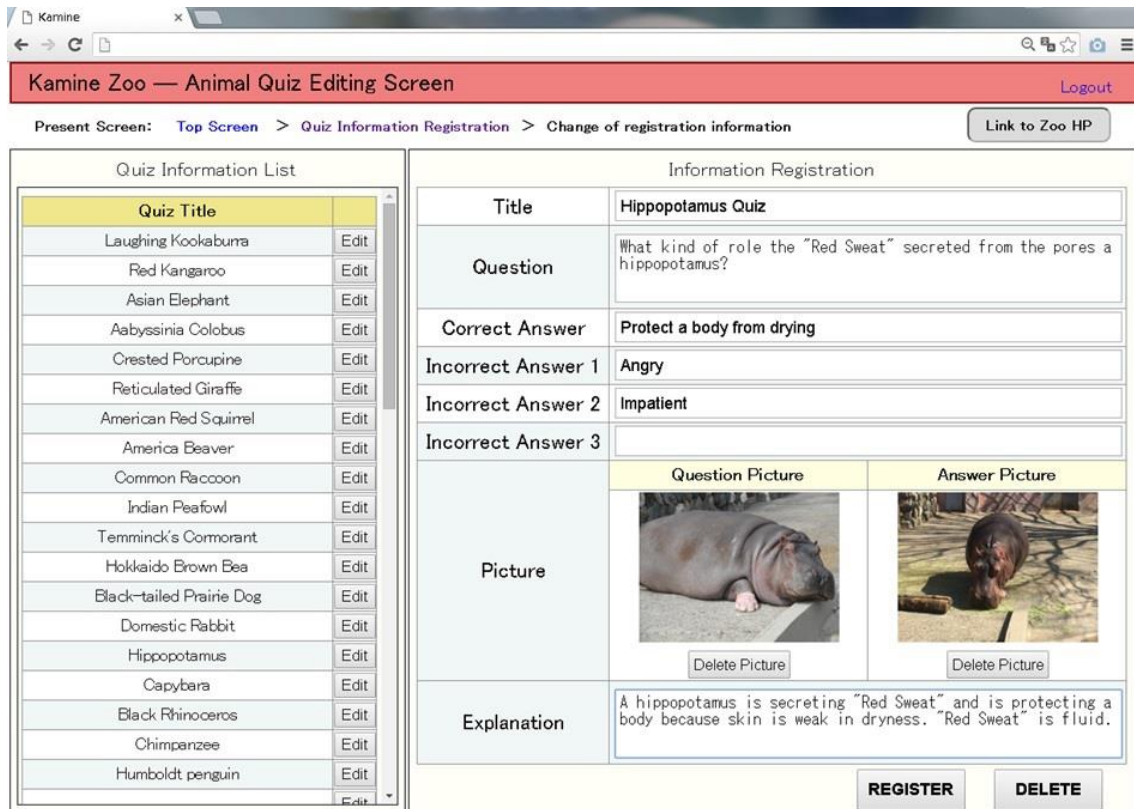 Kamine
Kamine Zoo — Animal Quiz Editing Screen
Logout
Present Screen: Top Screen > Quiz Information Registration > Change of registration information
Link to Zoo HP
Quiz Information List
Quiz Title
Laughing Kookaburra Edit
Red Kangaroo Edit
Asian Elephant Edit
Aabyssinia Colobus Edit
Crested Porcupine Edit
Reticulated Giraffe Edit
American Red Squirrel Edit
America Beaver Edit
Common Raccoon Edit
Indian Peafowl Edit
Temminck's Cormorant Edit
Hokkaido Brown Bea Edit
Black-tailed Prairie Dog Edit
Domestic Rabbit Edit
Hippopotamus Edit
Capybara Edit
Black Rhinoceros Edit
Chimpanzee Edit
Humboldt penguin Edit
Edit
Information Registration
Title Hippopotamus Quiz
Question
What kind of role the "Red Sweat" secreted from the pores a
hippopotamus?
Correct Answer Protect a body from drying
Incorrect Answer 1 Angry
Incorrect Answer 2 Impatient
Incorrect Answer 3
Picture
Question Picture Answer Picture
Delete Picture Delete Picture
Explanation
A hippopotamus is secreting "Red Sweat" and is protecting a
body because skin is weak in dryness. "Red Sweat" is fluid.
REGISTER DELETE